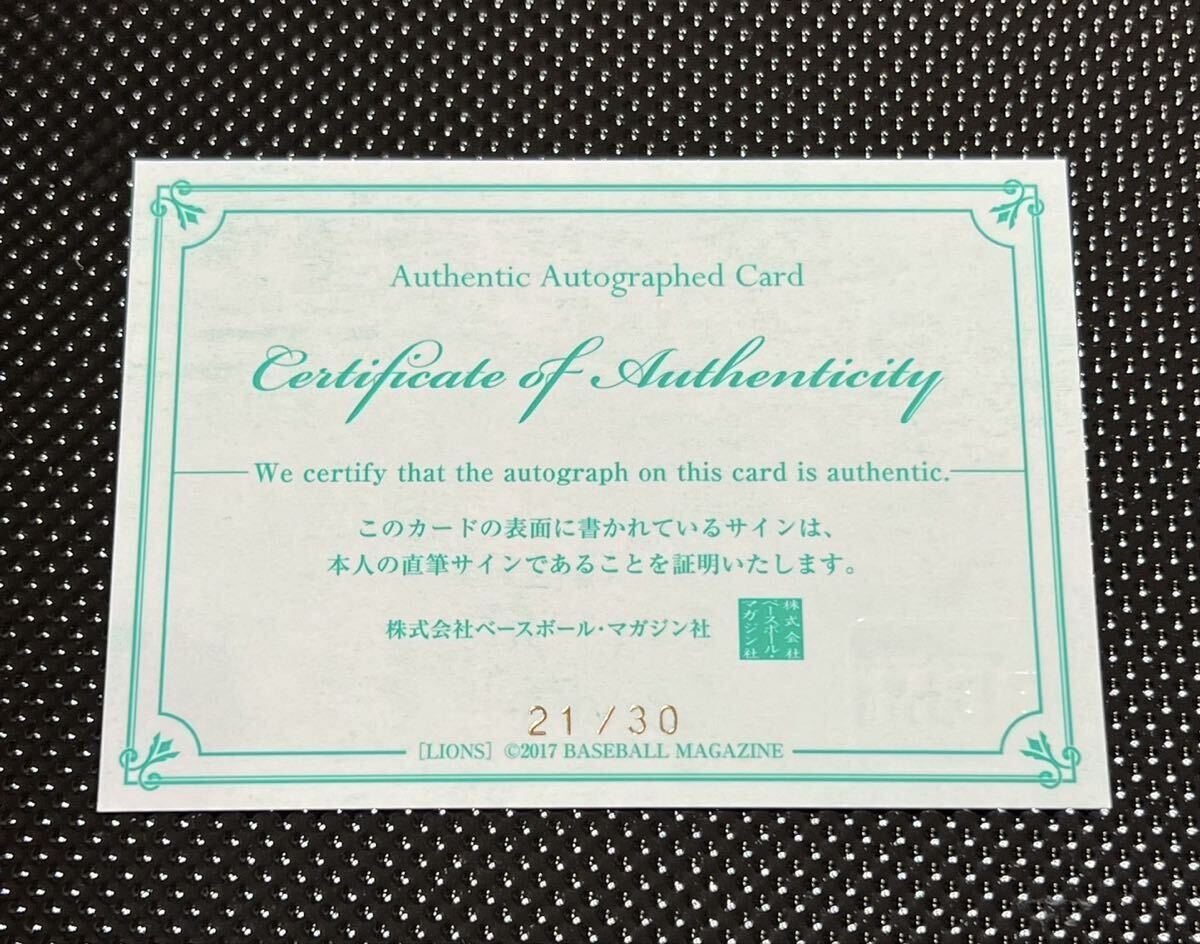 Authentic Autographed Card
Certificate of Authenticity
We certify that the autograph on this card is authentic.
このカードの表面に書かれているサインは、
本人の直筆サインであることを証明いたします。
株式会社ベースボール・マガジン社
株式会社
ベースボール・
マガジン社
21/30
[LIONS] ©2017 BASEBALL MAGAZINE